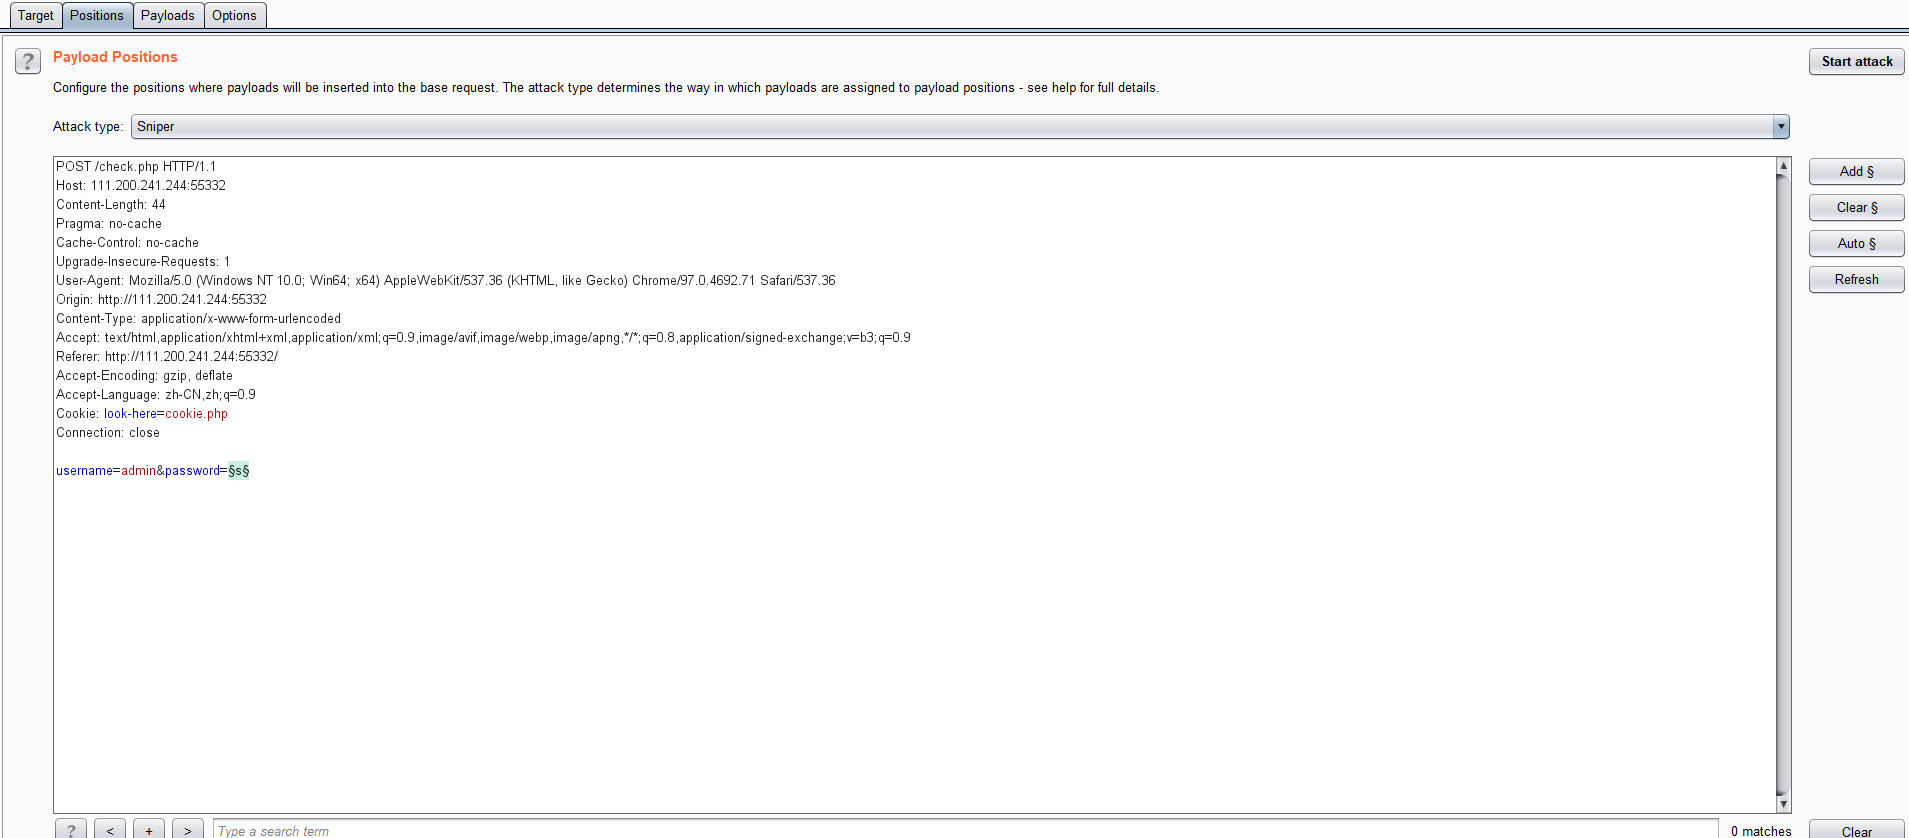 Target Positions Payloads Options
? Payload Positions Start attack
Configure the positions where payloads will be inserted into the base request. The attack type determines the way in which payloads are assigned to payload positions - see help for full details.
Attack type: Sniper
POST /check.php HTTP/1.1
Host: 111.200.241.244:55332
Content-Length: 44
Pragma: no-cache
Cache-Control: no-cache
Upgrade-Insecure-Requests: 1
User-Agent: Mozilla/5.0 (Windows NT 10.0; Win64; x64) AppleWebKit/537.36 (KHTML, like Gecko) Chrome/97.0.4692.71 Safari/537.36
Origin: http://111.200.241.244:55332
Content-Type: application/x-www-form-urlencoded
Accept: text/html,application/xhtml+xml,application/xml;q=0.9,image/avif,image/webp,image/apng,*/*;q=0.8,application/signed-exchange;v=b3;q=0.9
Referer: http://111.200.241.244:55332/
Accept-Encoding: gzip, deflate
Accept-Language: zh-CN,zh;q=0.9
Cookie: look-here=cookie.php
Connection: close
username=admin&password=§s§
Add §
Clear §
Auto §
Refresh
? < + > Type a search term 0 matches Clear